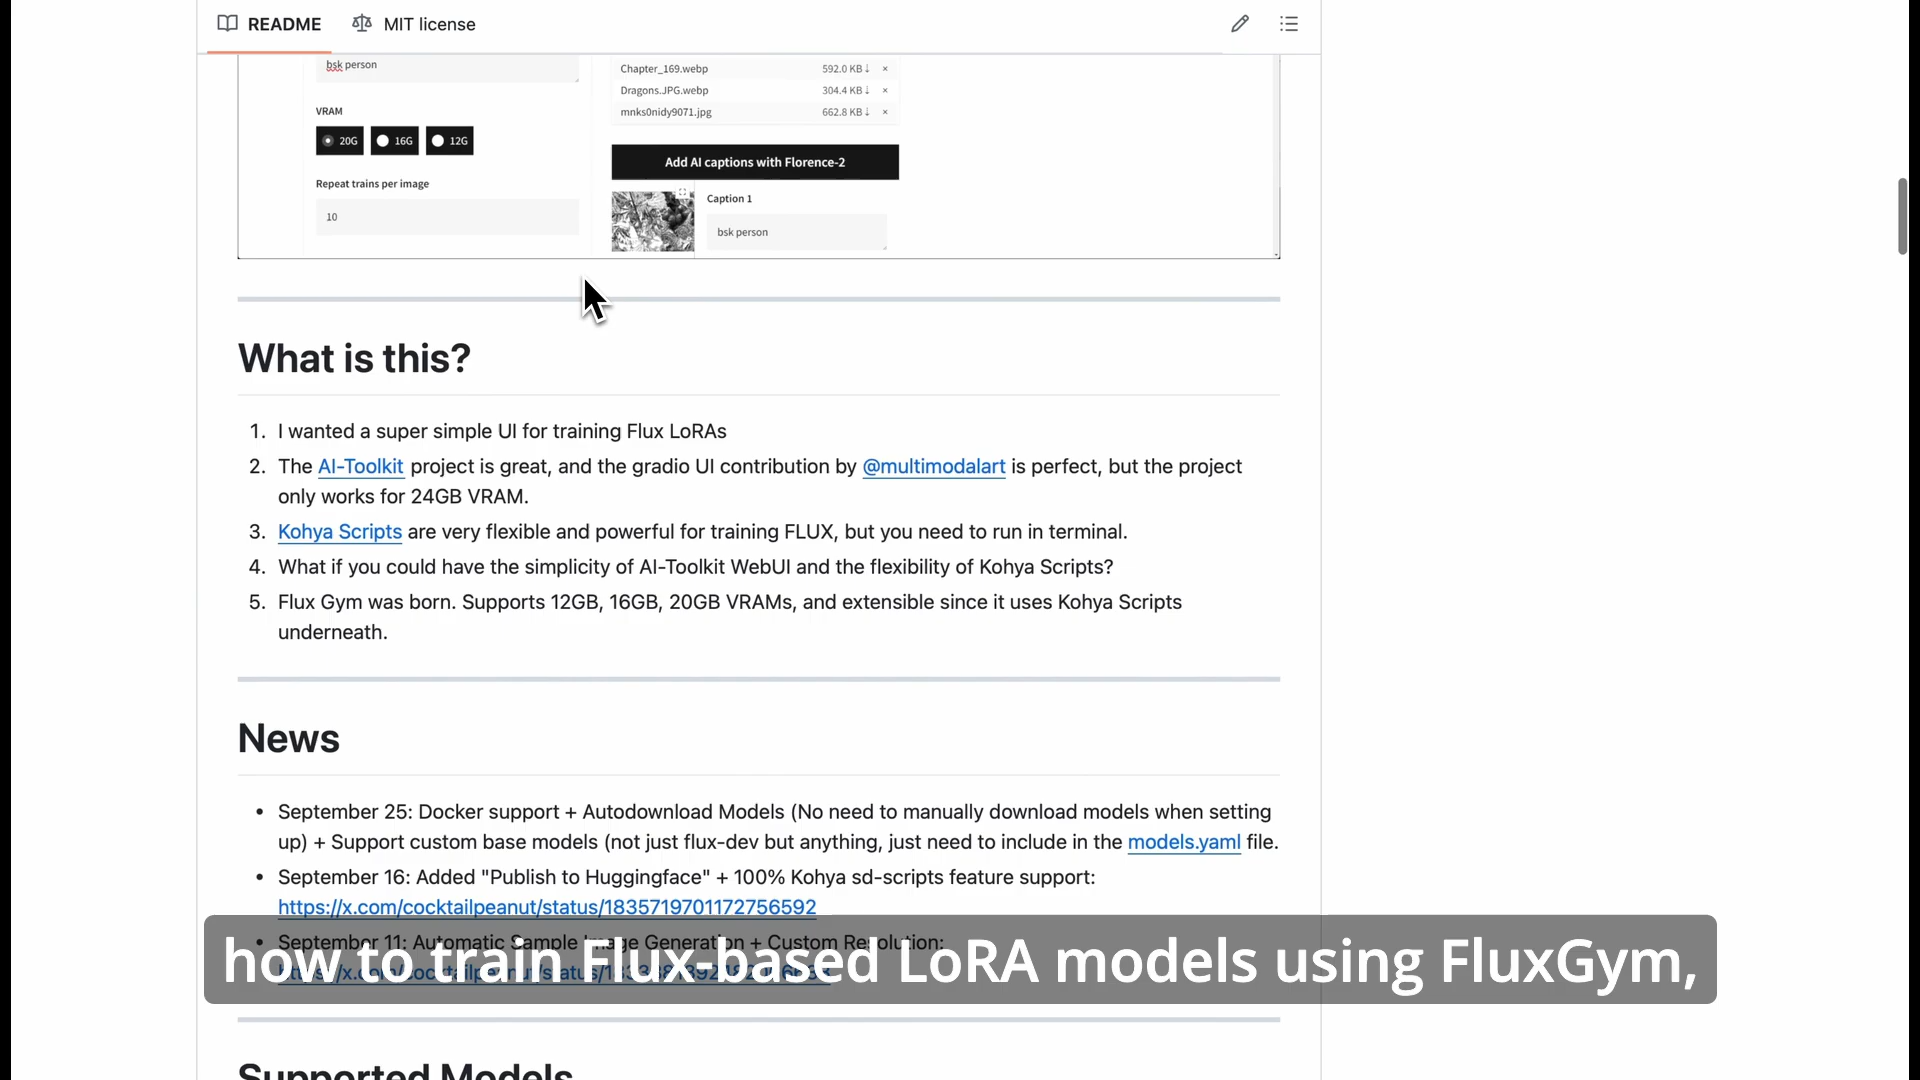 README
MIT license
bsk person
VRAM
20G
16G
12G
Repeat trains per image
10
Chapter_169.webp
592.0 KB ↓ ×
Dragons.JPG.webp
304.4 KB ↓ ×
mnks0nidy9071.jpg
662.8 KB ↓ ×
Add AI captions with Florence-2
Caption 1
bsk person
What is this?
1. I wanted a super simple UI for training Flux LoRAs
2. The AI-Toolkit project is great, and the gradio UI contribution by @multimodalart is perfect, but the project
only works for 24GB VRAM.
3. Kohya Scripts are very flexible and powerful for training FLUX, but you need to run in terminal.
4. What if you could have the simplicity of AI-Toolkit WebUI and the flexibility of Kohya Scripts?
5. Flux Gym was born. Supports 12GB, 16GB, 20GB VRAMs, and extensible since it uses Kohya Scripts
underneath.
News
• September 25: Docker support + Autodownload Models (No need to manually download models when setting
up) + Support custom base models (not just flux-dev but anything, just need to include in the models.yaml file.
• September 16: Added "Publish to Huggingface" + 100% Kohya sd-scripts feature support:
https://x.com/cocktailpeanut/status/1835719701172756592
• September 11: Automatic Sample Image Generation + Custom Resolution:
how to train Flux-based LoRA models using FluxGym,
Supported Models